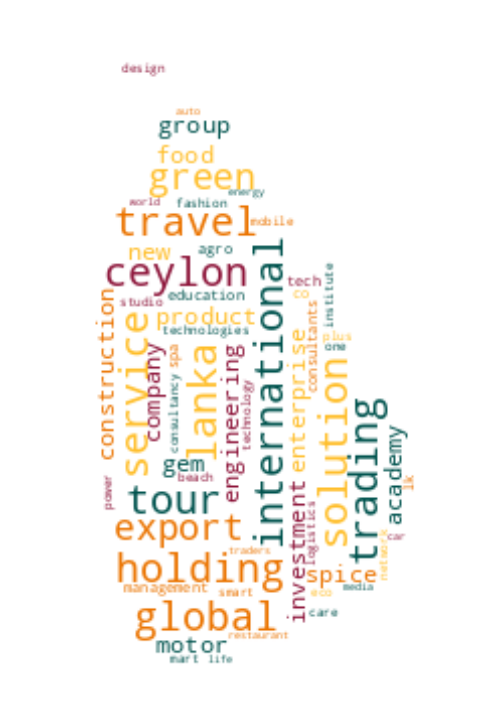 design
auto
group
food
green
energy
world
fashion
travel
mobile
new
agro
international
ceylon
tech
institute
construction
studio
education
co
service
product
consultants
technologies
plus
company
spa
lanka
engineering
enterprise
one
solution
consultancy
technology
trading
gem
academy
power
beach
lk
tour
investment
logistics
export
car
traders
network
holding
spice
management
smart
eco
media
global
care
restaurant
motor
mart
life